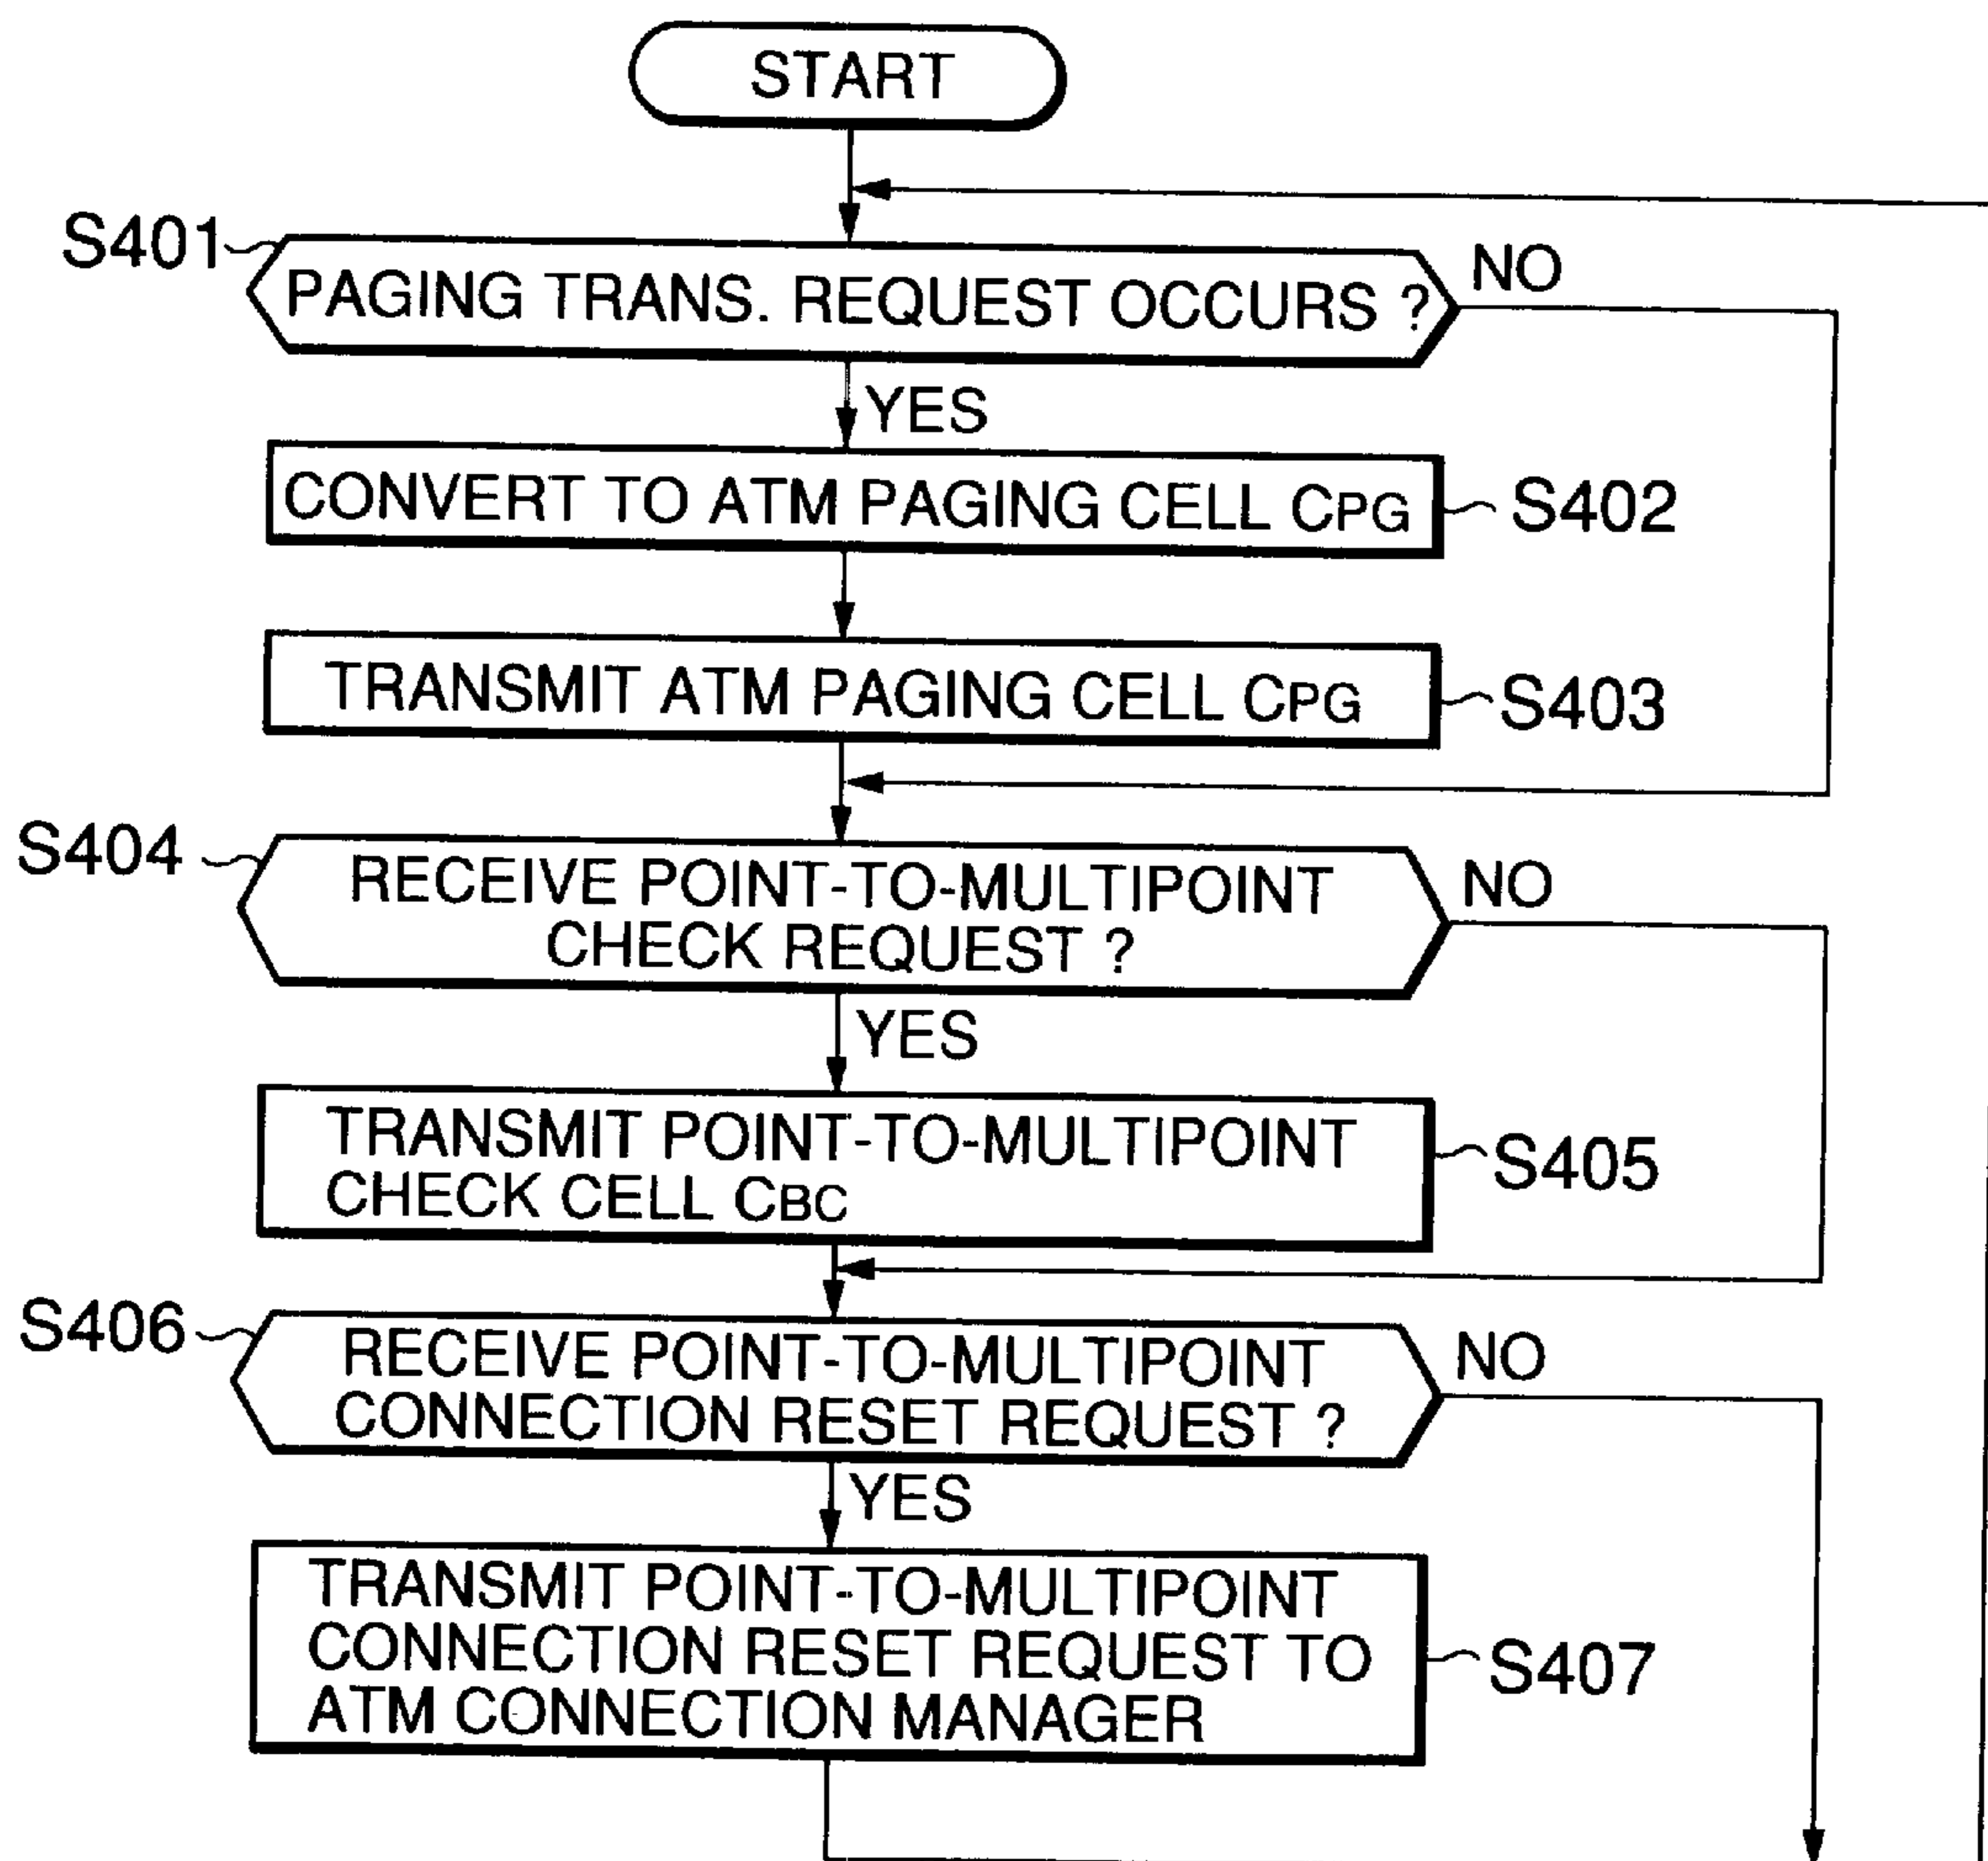 START
S401
PAGING TRANS. REQUEST OCCURS ?
NO
YES
CONVERT TO ATM PAGING CELL CPG
S402
TRANSMIT ATM PAGING CELL CPG
S403
S404
RECEIVE POINT-TO-MULTIPOINT
CHECK REQUEST ?
NO
YES
TRANSMIT POINT-TO-MULTIPOINT
CHECK CELL CBC
S405
S406
RECEIVE POINT-TO-MULTIPOINT
CONNECTION RESET REQUEST ?
NO
YES
TRANSMIT POINT-TO-MULTIPOINT
CONNECTION RESET REQUEST TO
ATM CONNECTION MANAGER
S407